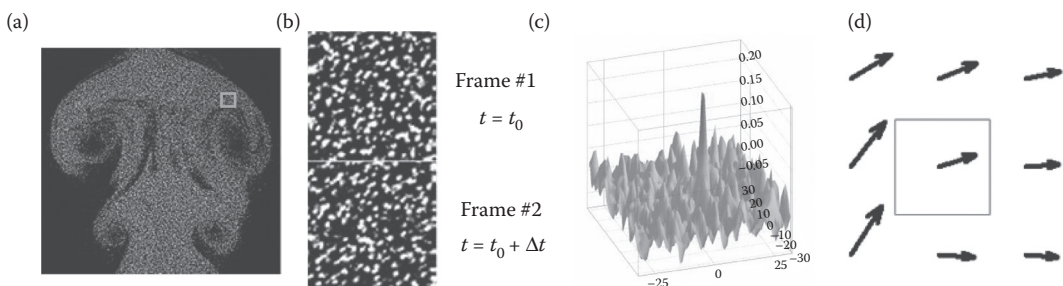 (a)
(b)
Frame #1
t = t₀
Frame #2
t = t₀ + Δt
(c)
0.20
0.15
0.10
0.05
0.00
−0.05
30
20
10
0
−10
−20
−30
−25
0
25
(d)